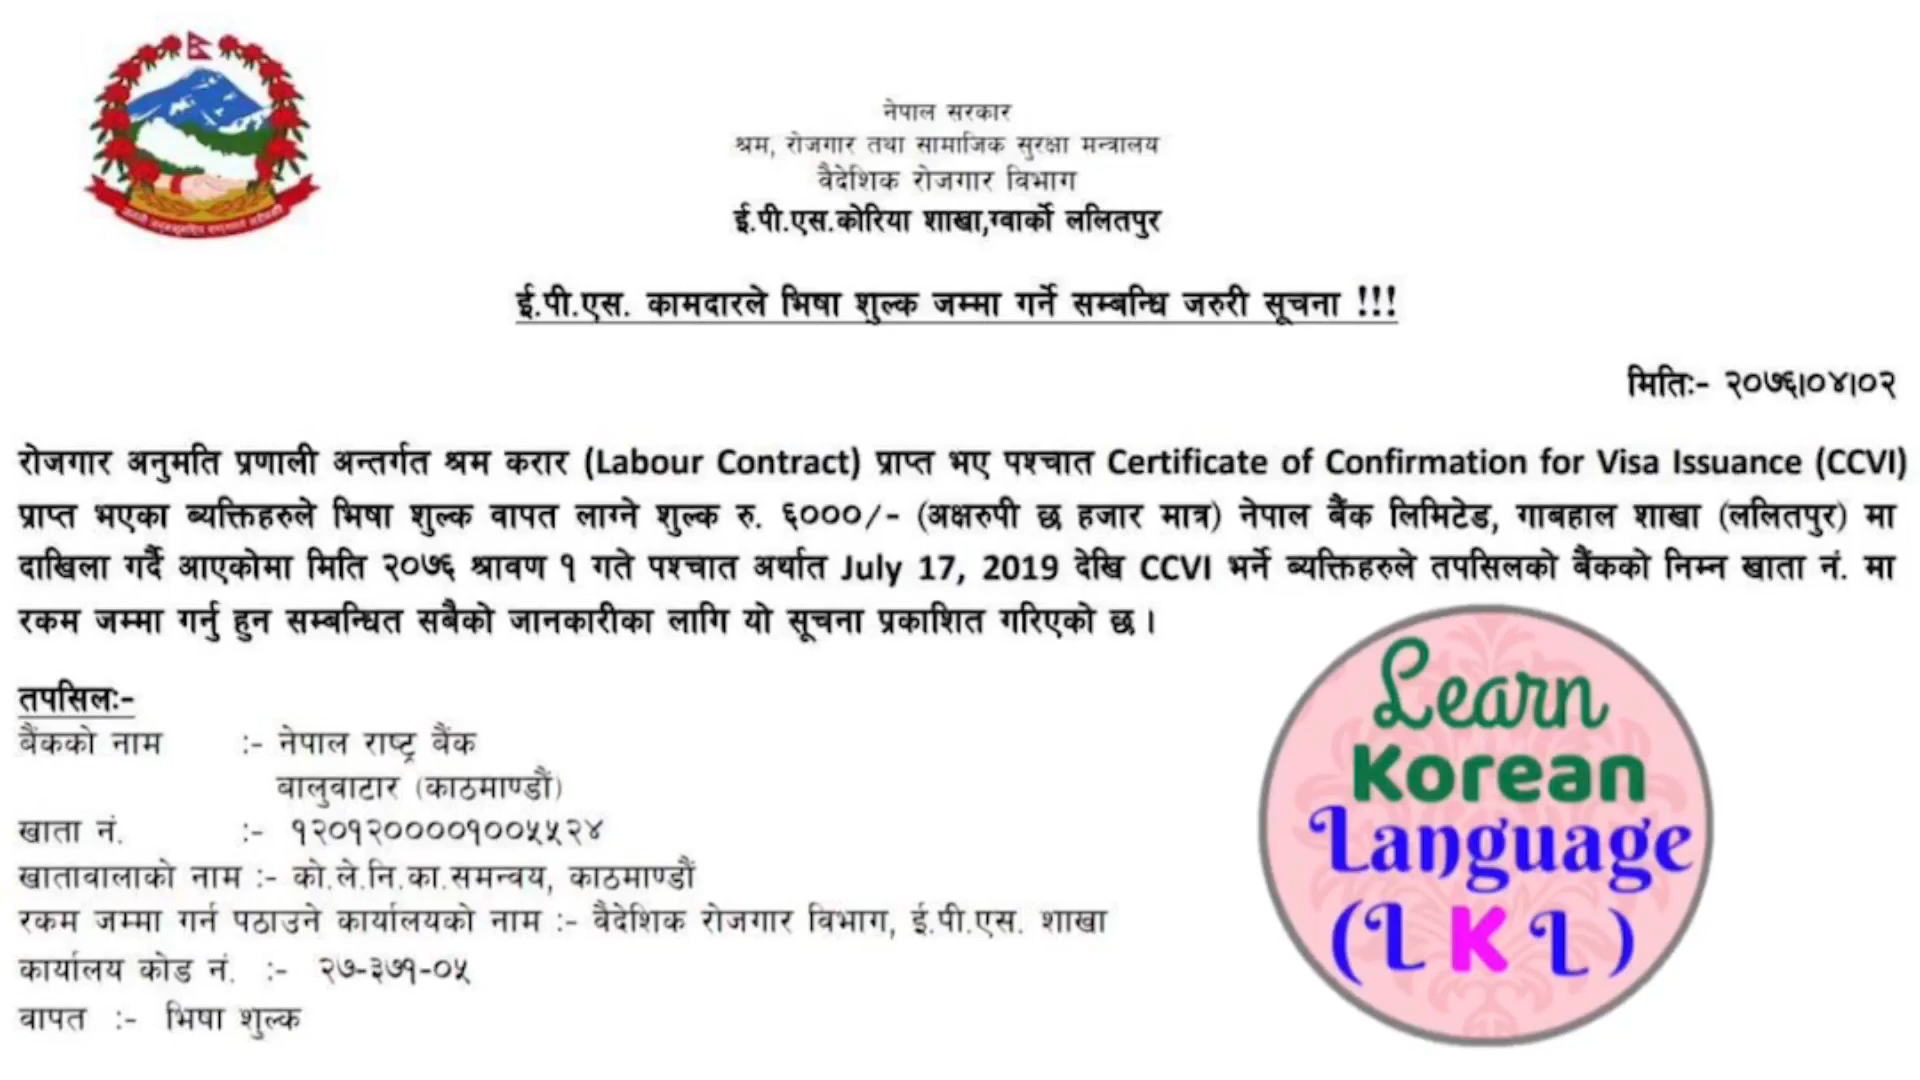 नेपाल सरकार
श्रम, रोजगार तथा सामाजिक सुरक्षा मन्त्रालय
वैदेशिक रोजगार विभाग
ई.पी.एस.कोरिया शाखा,ग्वार्को ललितपुर
ई.पी.एस. कामदारले भिषा शुल्क जम्मा गर्ने सम्बन्धि जरुरी सूचना !!!
मितिः- २०७६।०४।०२
रोजगार अनुमति प्रणाली अन्तर्गत श्रम करार (Labour Contract) प्राप्त भए पश्चात Certificate of Confirmation for Visa Issuance (CCVI)
प्राप्त भएका ब्यक्तिहरुले भिषा शुल्क वापत लाग्ने शुल्क रु. ६०००/- (अक्षरुपी छ हजार मात्र) नेपाल बैंक लिमिटेड, गाबहाल शाखा (ललितपुर) मा
दाखिला गर्दै आएकोमा मिति २०७६ श्रावण १ गते पश्चात अर्थात July 17, 2019 देखि CCVI भर्ने ब्यक्तिहरुले तपसिलको बैंकको निम्न खाता नं. मा
रकम जम्मा गर्नु हुन सम्बन्धित सबैको जानकारीका लागि यो सूचना प्रकाशित गरिएको छ ।
तपसिलः-
बैंकको नाम :- नेपाल राष्ट्र बैंक
बालुवाटार (काठमाण्डौं)
खाता नं. :- १२०१२००००१००५५२४
खातावालाको नाम :- को.ले.नि.का.समन्वय, काठमाण्डौं
रकम जम्मा गर्न पठाउने कार्यालयको नाम :- वैदेशिक रोजगार विभाग, ई.पी.एस. शाखा
कार्यालय कोड नं. :- २७-३७१-०५
वापत :- भिषा शुल्क
Learn
Korean
Language
(L K L)